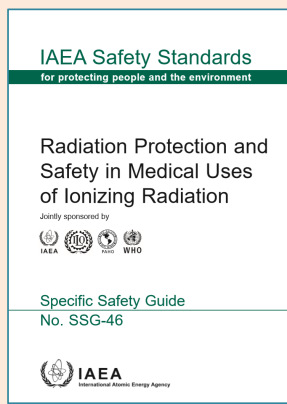 IAEA Safety Standards
for protecting people and the environment
Radiation Protection and
Safety in Medical Uses
of Ionizing Radiation
Jointly sponsored by
IAEA
PAHO
WHO
Specific Safety Guide
No. SSG-46
IAEA
International Atomic Energy Agency